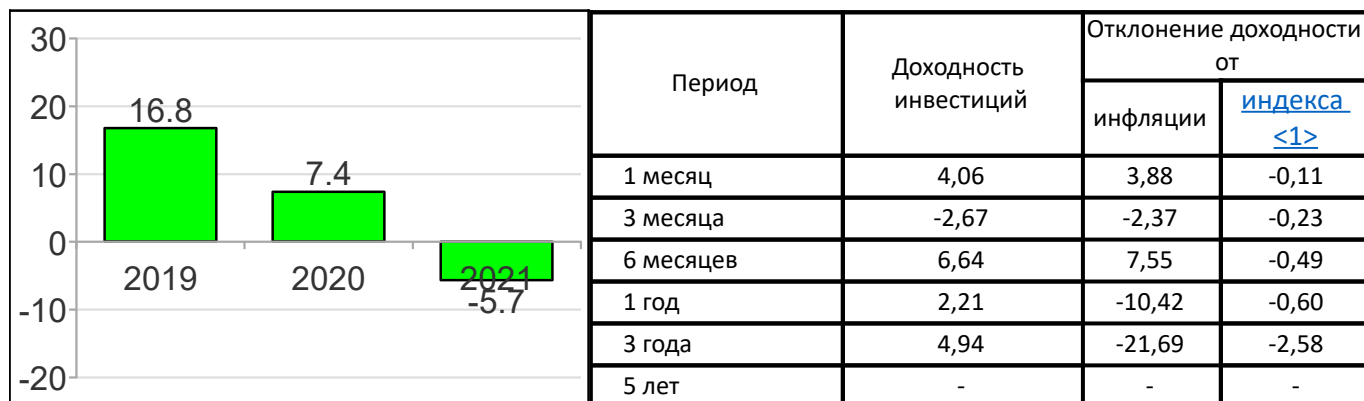 30
20
10
0
-10
-20
16.8
7.4
-5.7
2019
2020
2021
Период
Доходность
инвестиций
Отклонение доходности
от
инфляции
индекса
<1>
1 месяц 4,06 3,88 -0,11
3 месяца -2,67 -2,37 -0,23
6 месяцев 6,64 7,55 -0,49
1 год 2,21 -10,42 -0,60
3 года 4,94 -21,69 -2,58
5 лет - - -